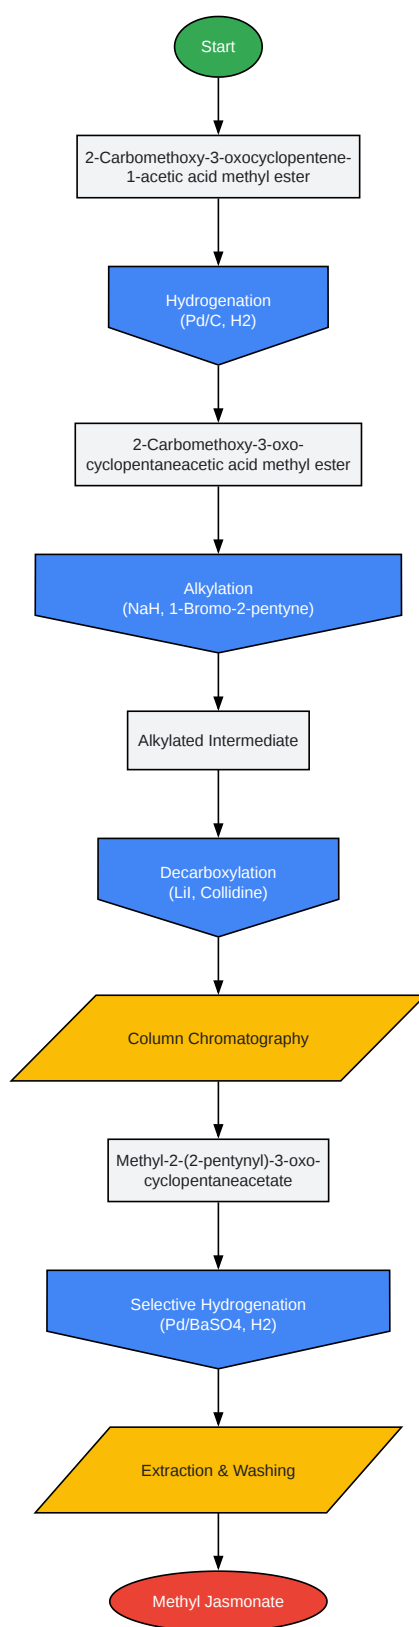 Start
2-Carbomethoxy-3-oxocyclopentene-
1-acetic acid methyl ester
Hydrogenation
(Pd/C, H2)
2-Carbomethoxy-3-oxo-
cyclopentaneacetic acid methyl ester
Alkylation
(NaH, 1-Bromo-2-pentyne)
Alkylated Intermediate
Decarboxylation
(LiI, Collidine)
Column Chromatography
Methyl-2-(2-pentynyl)-3-oxo-
cyclopentaneacetate
Selective Hydrogenation
(Pd/BaSO4, H2)
Extraction & Washing
Methyl Jasmonate